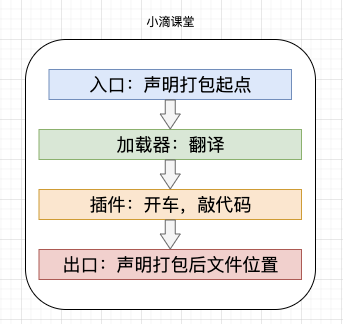 小滴课堂
入口：声明打包起点
加载器：翻译
插件：开车，敲代码
出口：声明打包后文件位置